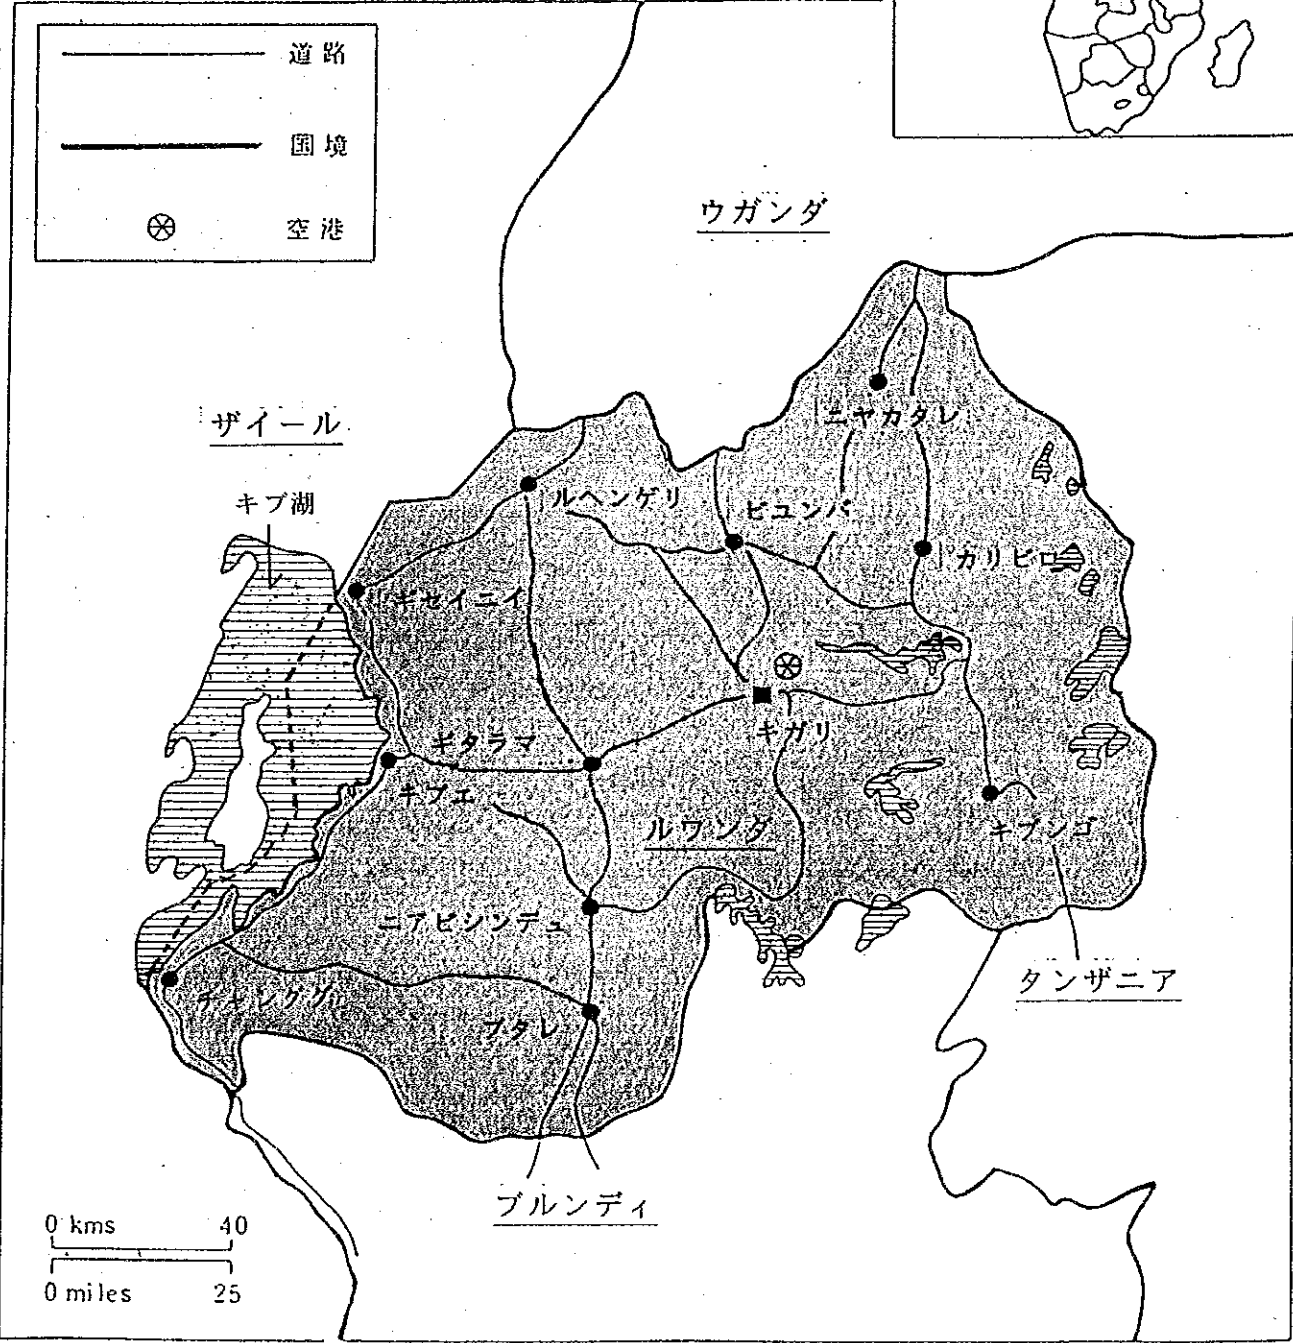 道路
国境
空港
ウガンダ
ザイール
キブ湖
ニヤカタレ
ルヘンゲリ
ビユンバ
カリビロ
ギセイニイ
ギタラマ
キガリ
キブエ
ルワンダ
キブンゴ
ニアビシンデュ
タンザニア
ブタレ
ブルンディ
0 kms 40
0 miles 25